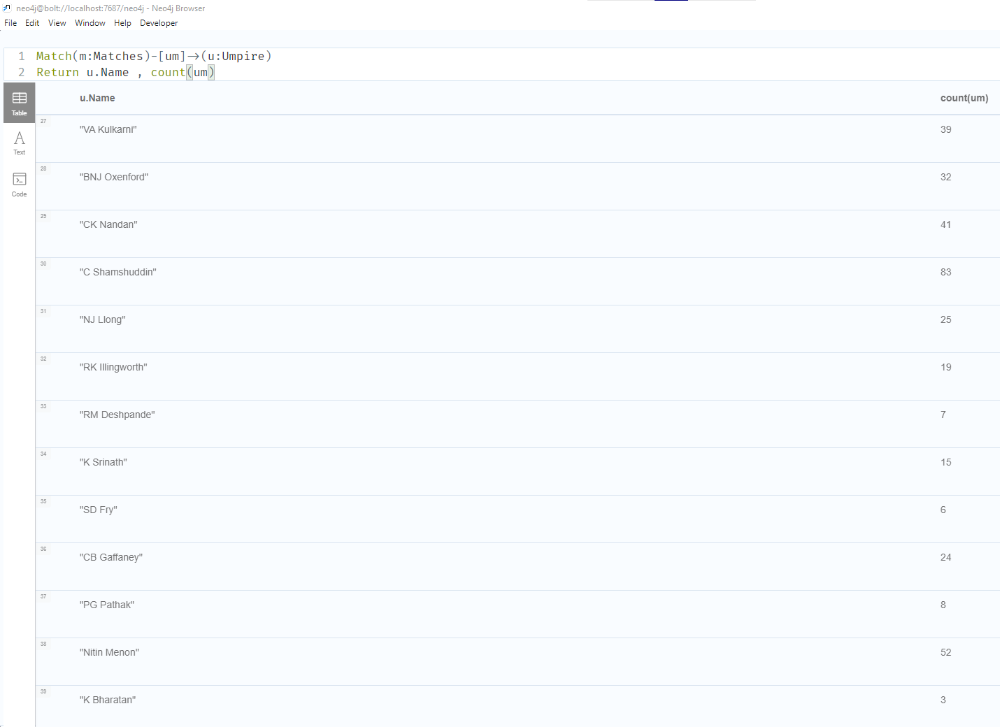 neo4j@bolt://localhost:7687/neo4j - Neo4j Browser
File Edit View Window Help Developer
1 Match(m:Matches)-[um]->(u:Umpire)
2 Return u.Name , count(um)
Table
Text
Code
u.Name count(um)
27 "VA Kulkarni" 39
28 "BNJ Oxenford" 32
29 "CK Nandan" 41
30 "C Shamshuddin" 83
31 "NJ Llong" 25
32 "RK Illingworth" 19
33 "RM Deshpande" 7
34 "K Srinath" 15
35 "SD Fry" 6
36 "CB Gaffaney" 24
37 "PG Pathak" 8
38 "Nitin Menon" 52
39 "K Bharatan" 3